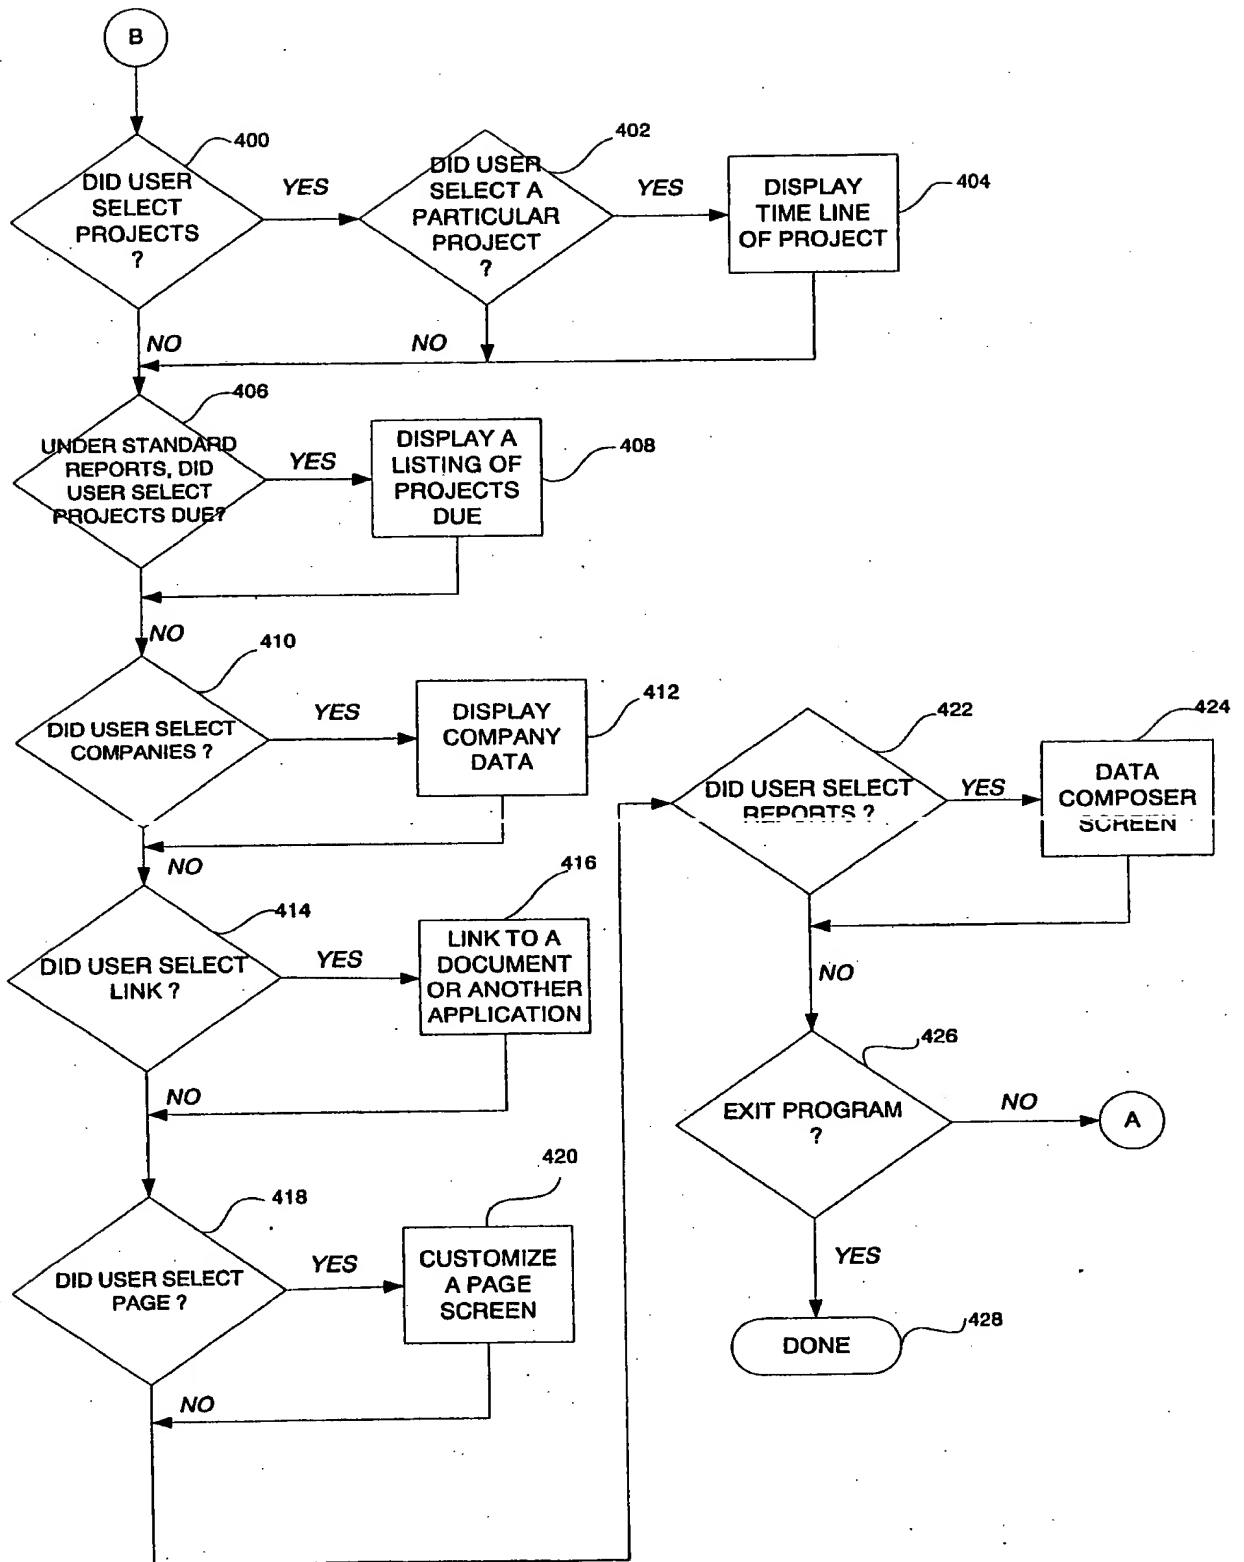 B
400
DID USER
SELECT
PROJECTS
?
YES
402
DID USER
SELECT A
PARTICULAR
PROJECT
?
YES
404
DISPLAY
TIME LINE
OF PROJECT
NO
NO
406
UNDER STANDARD
REPORTS, DID
USER SELECT
PROJECTS DUE?
YES
408
DISPLAY A
LISTING OF
PROJECTS
DUE
NO
410
DID USER SELECT
COMPANIES ?
YES
412
DISPLAY
COMPANY
DATA
NO
414
DID USER SELECT
LINK ?
YES
416
LINK TO A
DOCUMENT
OR ANOTHER
APPLICATION
NO
418
DID USER SELECT
PAGE ?
YES
420
CUSTOMIZE
A PAGE
SCREEN
NO
422
DID USER SELECT
REPORTS ?
YES
424
DATA
COMPOSER
SCREEN
NO
426
EXIT PROGRAM
?
NO
A
YES
428
DONE